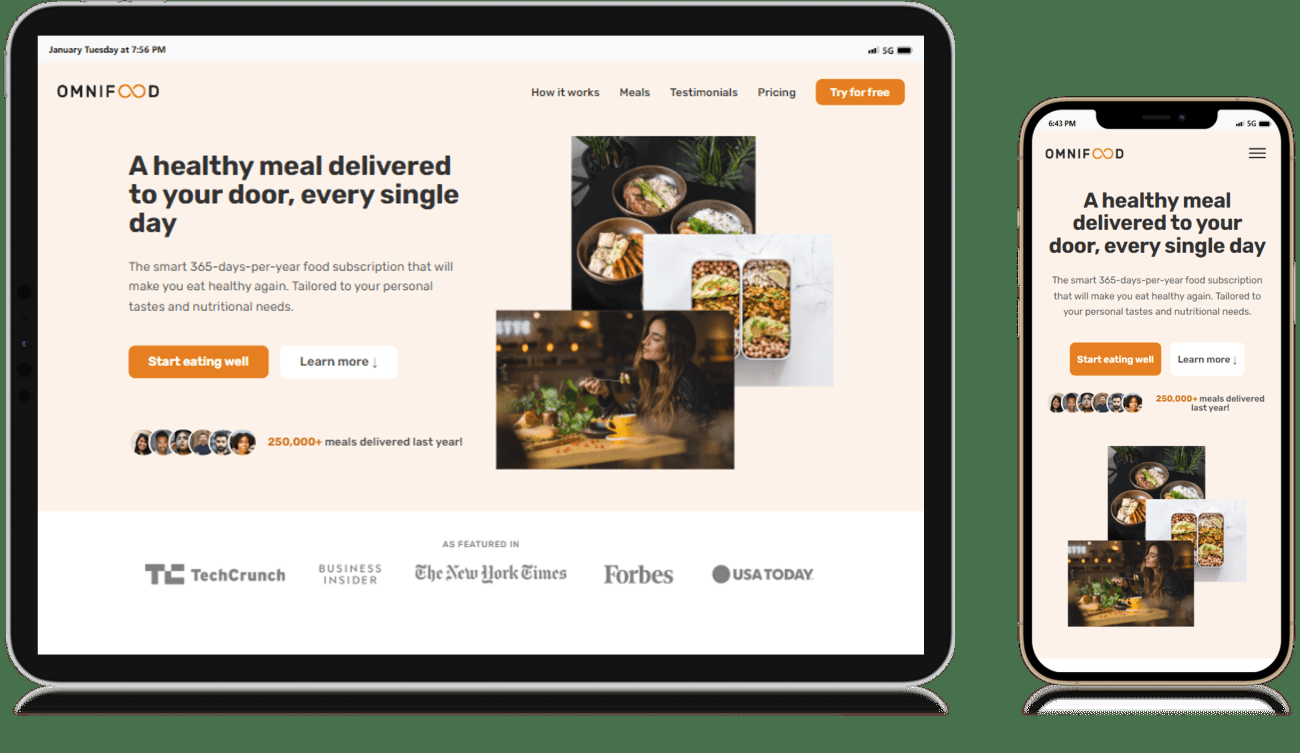 January Tuesday at 7:56 PM
5G
OMNIFOOD
How it works Meals Testimonials Pricing Try for free
A healthy meal delivered
to your door, every single
day
The smart 365-days-per-year food subscription that will
make you eat healthy again. Tailored to your personal
tastes and nutritional needs.
Start eating well Learn more ↓
250,000+ meals delivered last year!
AS FEATURED IN
TechCrunch
BUSINESS
INSIDER
The New York Times
Forbes
USA TODAY
6:43 PM 5G
OMNIFOOD
A healthy meal
delivered to your
door, every single day
The smart 365-days-per-year food subscription
that will make you eat healthy again. Tailored to
your personal tastes and nutritional needs.
Start eating well Learn more ↓
250,000+ meals delivered
last year!